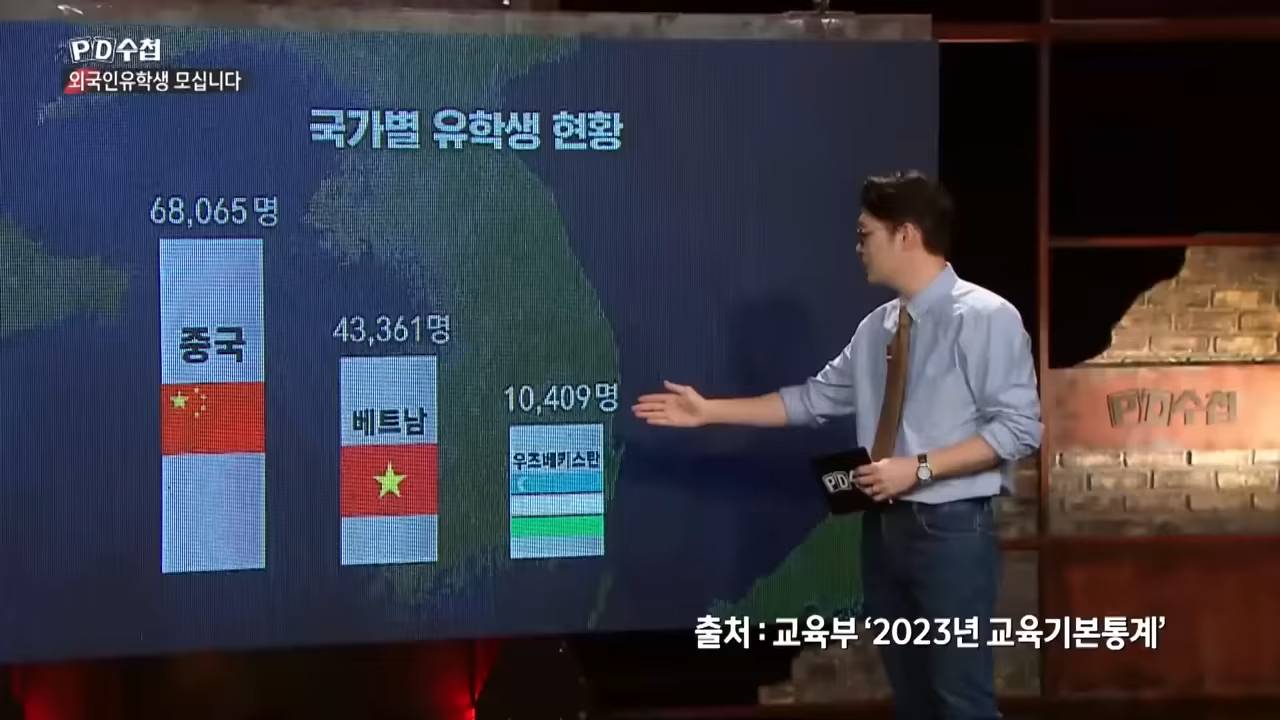 PD수첩
외국인유학생 모십니다
국가별 유학생 현황
68,065명
중국
43,361명
베트남
10,409명
우즈베키스탄
PD수첩
PD
출처 : 교육부 ‘2023년 교육기본통계’